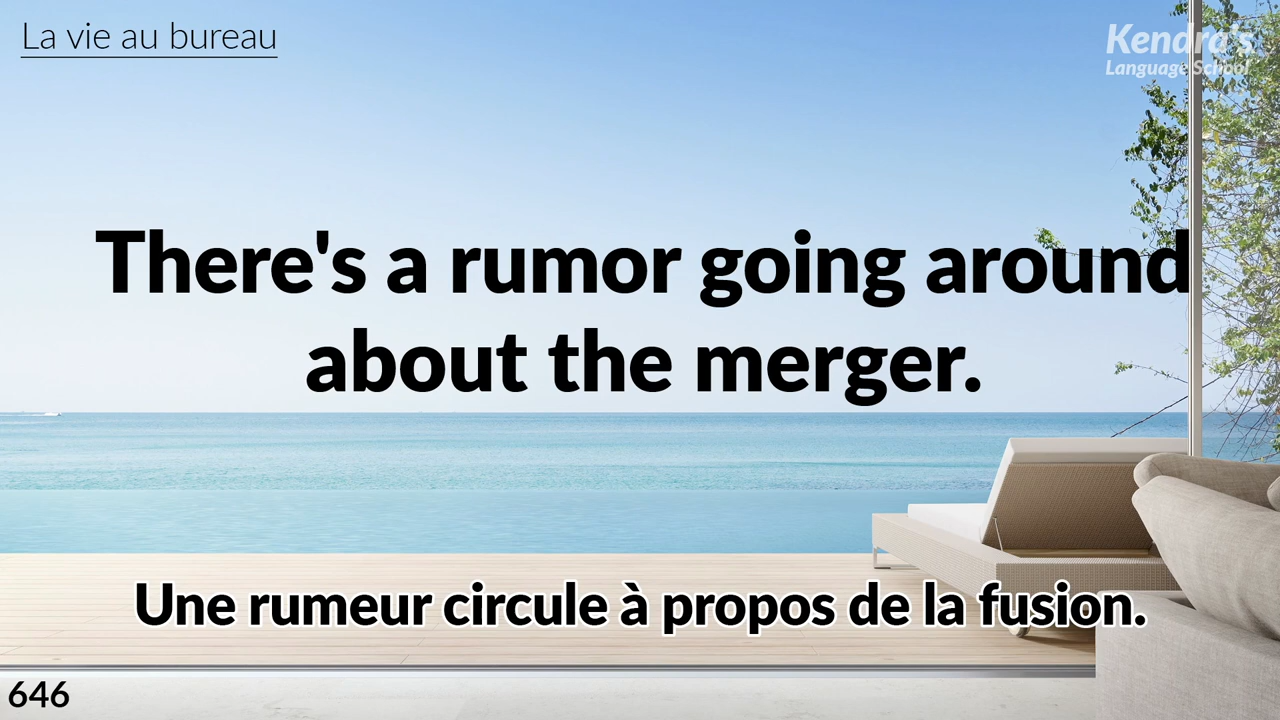 La vie au bureau
Kendra's
Language School
There's a rumor going around
about the merger.
Une rumeur circule à propos de la fusion.
646